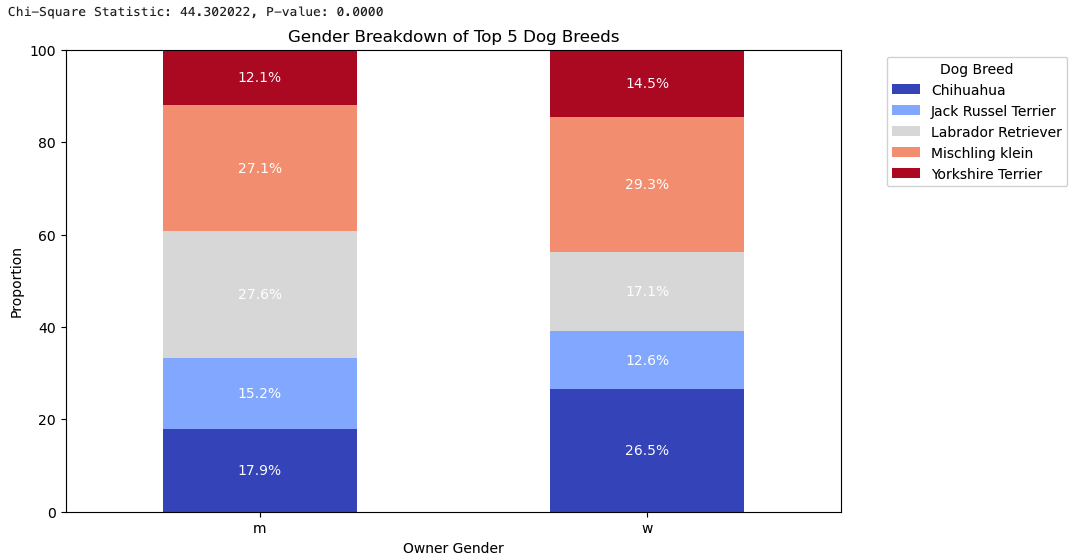 Chi-Square Statistic: 44.302022, P-value: 0.0000
Gender Breakdown of Top 5 Dog Breeds
100
80
60
40
20
0
Proportion
12.1%
27.1%
27.6%
15.2%
17.9%
14.5%
29.3%
17.1%
12.6%
26.5%
m
w
Owner Gender
Dog Breed
Chihuahua
Jack Russel Terrier
Labrador Retriever
Mischling klein
Yorkshire Terrier